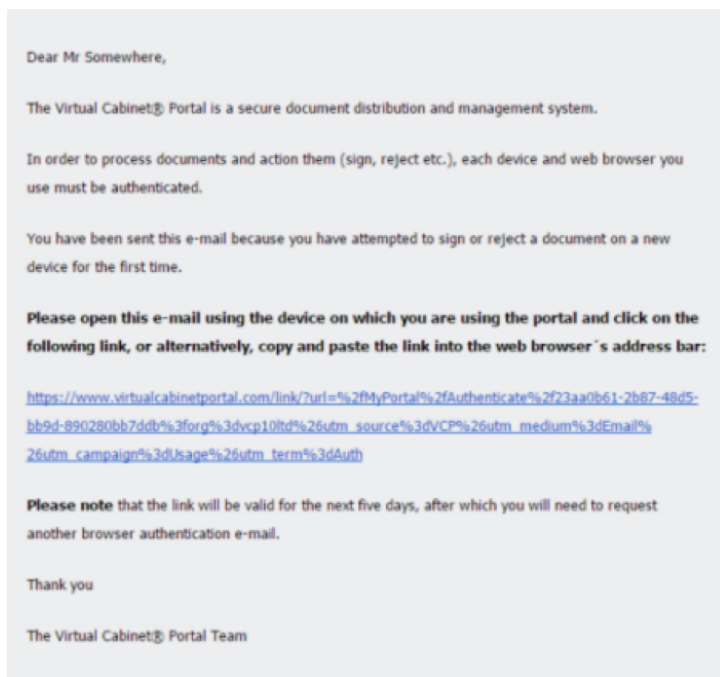 Dear Mr Somewhere,
The Virtual Cabinet® Portal is a secure document distribution and management system.
In order to process documents and action them (sign, reject etc.), each device and web browser you
use must be authenticated.
You have been sent this e-mail because you have attempted to sign or reject a document on a new
device for the first time.
Please open this e-mail using the device on which you are using the portal and click on the
following link, or alternatively, copy and paste the link into the web browser´s address bar:
https://www.virtualcabinetportal.com/link/?url=%2fMyPortal%2fAuthenticate%2f23aa0b61-2b87-48d5-
bb9d-890280bb7ddb%3forg%3dvcp10ltd%26utm_source%3dVCP%26utm_medium%3dEmail%
26utm_campaign%3dUsage%26utm_term%3dAuth
Please note that the link will be valid for the next five days, after which you will need to request
another browser authentication e-mail.
Thank you
The Virtual Cabinet® Portal Team